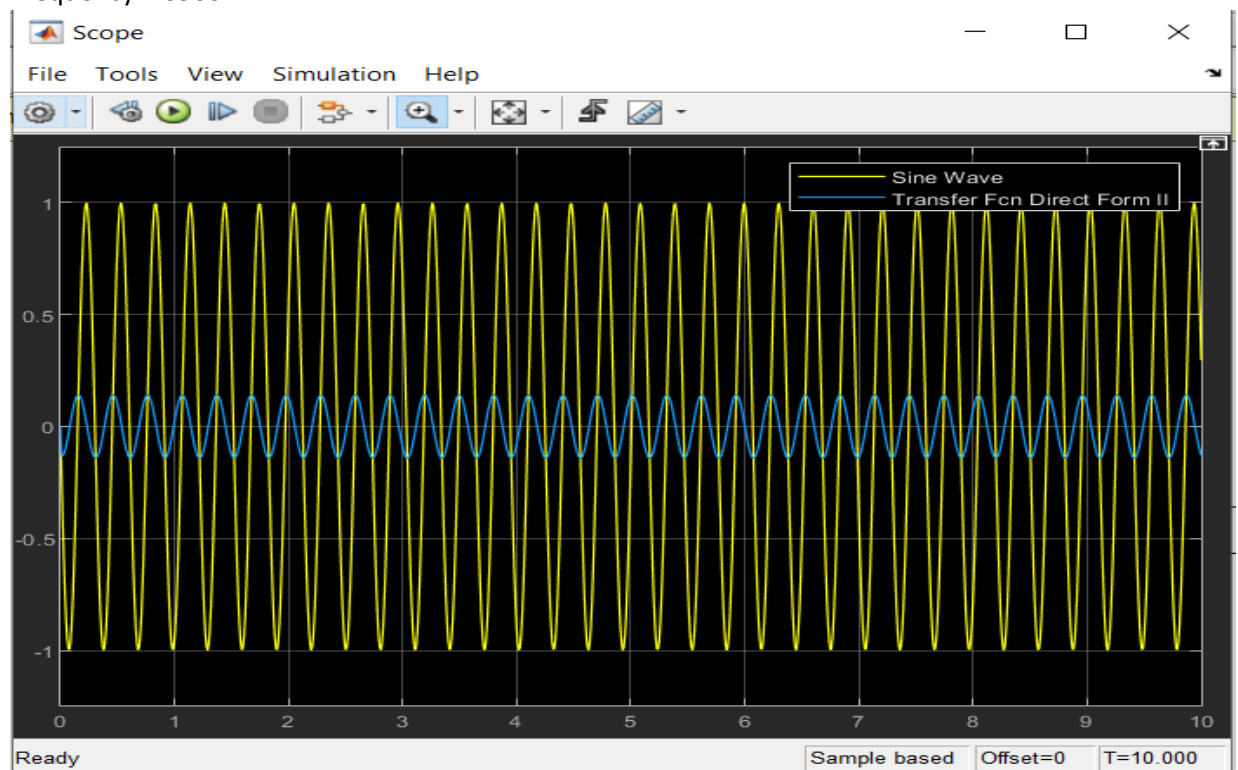 Scope
File Tools View Simulation Help
Sine Wave
Transfer Fcn Direct Form II
1
0.5
0
-0.5
-1
0 1 2 3 4 5 6 7 8 9 10
Ready Sample based Offset=0 T=10.000